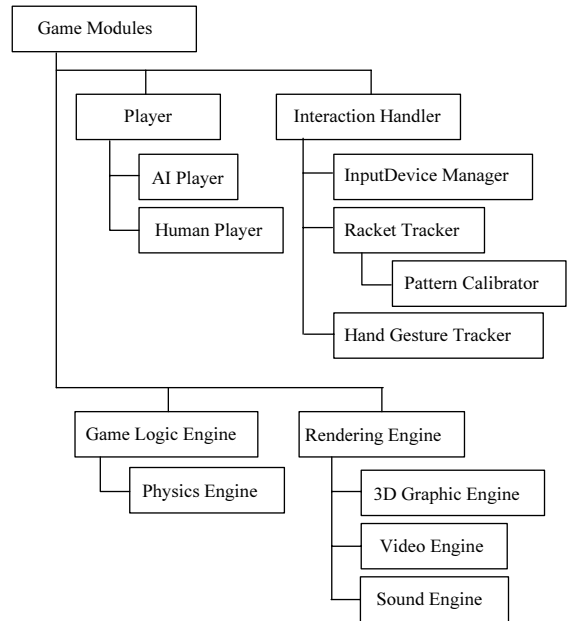 Game Modules
Player
Interaction Handler
AI Player
InputDevice Manager
Human Player
Racket Tracker
Pattern Calibrator
Hand Gesture Tracker
Game Logic Engine
Rendering Engine
Physics Engine
3D Graphic Engine
Video Engine
Sound Engine